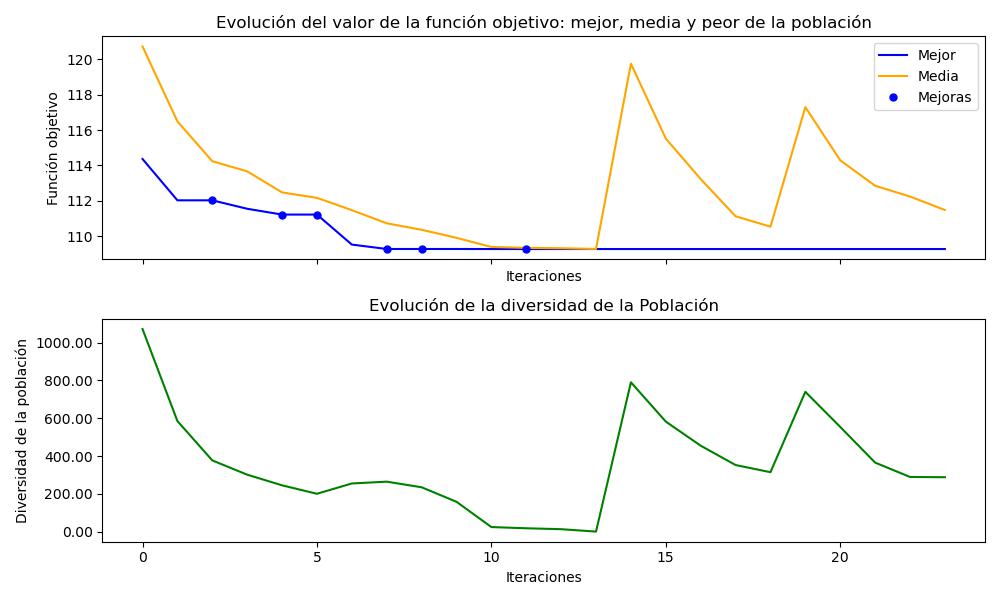 Evolución del valor de la función objetivo: mejor, media y peor de la población
Función objetivo
120
118
116
114
112
110
Mejor
Media
Mejoras
Iteraciones
Evolución de la diversidad de la Población
Diversidad de la población
1000.00
800.00
600.00
400.00
200.00
0.00
0 5 10 15 20
Iteraciones